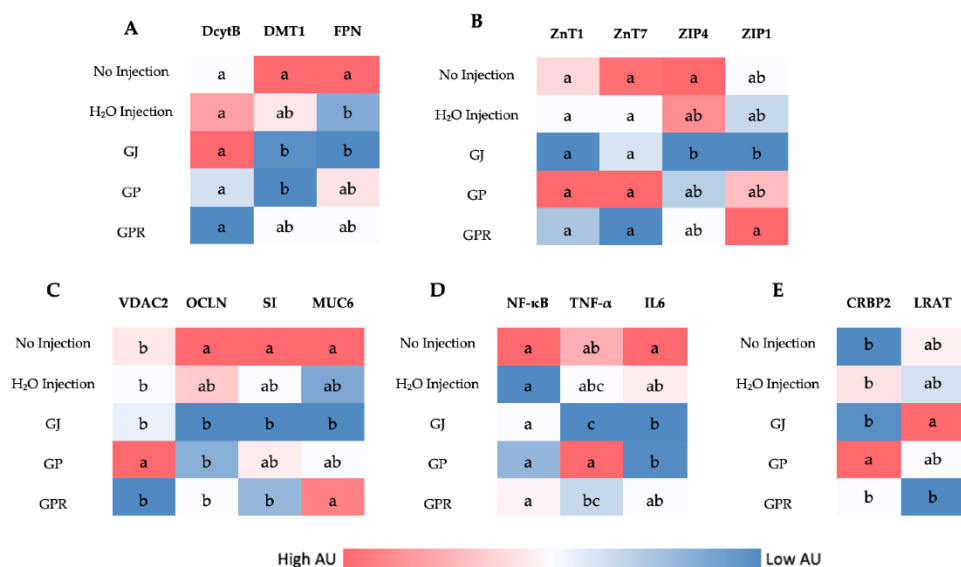 A
DcytB DMT1 FPN
No Injection a a a
H₂O Injection a ab b
GJ a b b
GP a b ab
GPR a ab ab
B
ZnT1 ZnT7 ZIP4 ZIP1
No Injection a a a ab
H₂O Injection a a ab ab
GJ a a b b
GP a a ab ab
GPR a a ab a
C
VDAC2 OCLN SI MUC6
No Injection b a a a
H₂O Injection b ab ab ab
GJ b b b b
GP a b ab ab
GPR b b b a
D
NF-κB TNF-α IL6
No Injection a ab a
H₂O Injection a abc ab
GJ a c b
GP a a b
GPR a bc ab
E
CRBP2 LRAT
No Injection b ab
H₂O Injection b ab
GJ b a
GP a ab
GPR b b
High AU Low AU